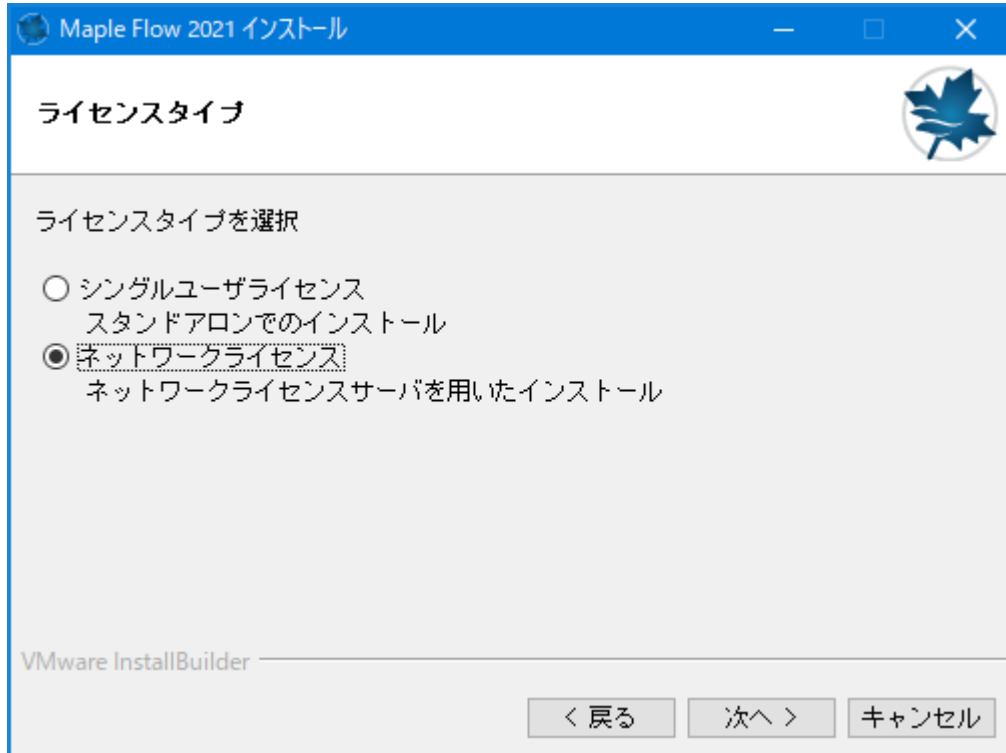 Maple Flow 2021 インストール
ライセンスタイプ
ライセンスタイプを選択
シングルユーザライセンス
スタンドアロンでのインストール
ネットワークライセンス
ネットワークライセンスサーバを用いたインストール
VMware InstallBuilder
< 戻る 次へ > キャンセル